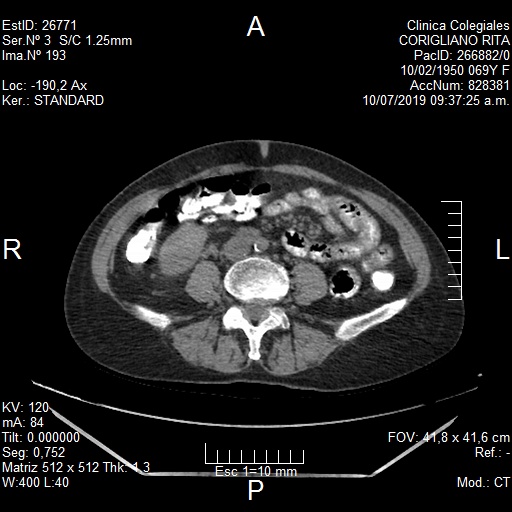 EstID: 26771
Ser.Nº 3 S/C 1.25mm
Ima.Nº 193
Loc: -190,2 Ax
Ker.: STANDARD
A
Clinica Colegiales
CORIGLIANO RITA
PacID: 266882/0
10/02/1950 069Y F
AccNum: 828381
10/07/2019 09:37:25 a.m.
R
L
KV: 120
mA: 84
Tilt: 0.000000
Seg: 0,752
Matriz 512 x 512 Thk: 1.3
W:400 L:40
Esc 1=10 mm
P
FOV: 41,8 x 41,6 cm
Ref.: -
Mod.: CT